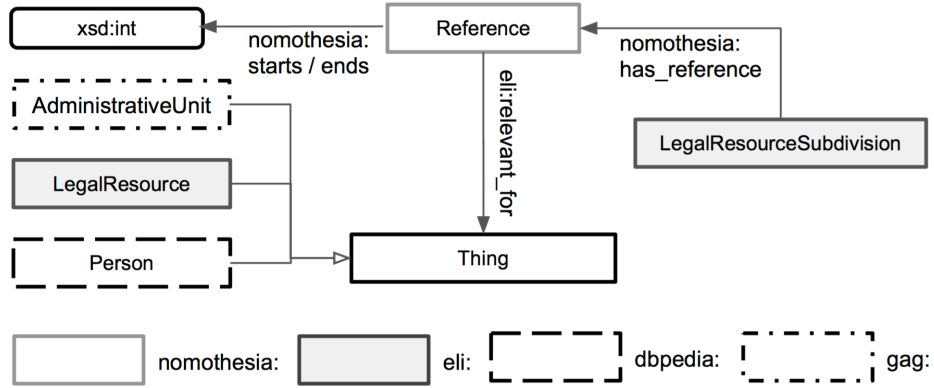 xsd:int
Reference
nomothesia:
starts / ends
nomothesia:
has_reference
AdministrativeUnit
eli:relevant_for
LegalResourceSubdivision
LegalResource
Person
Thing
nomothesia:
eli:
dbpedia:
gag: